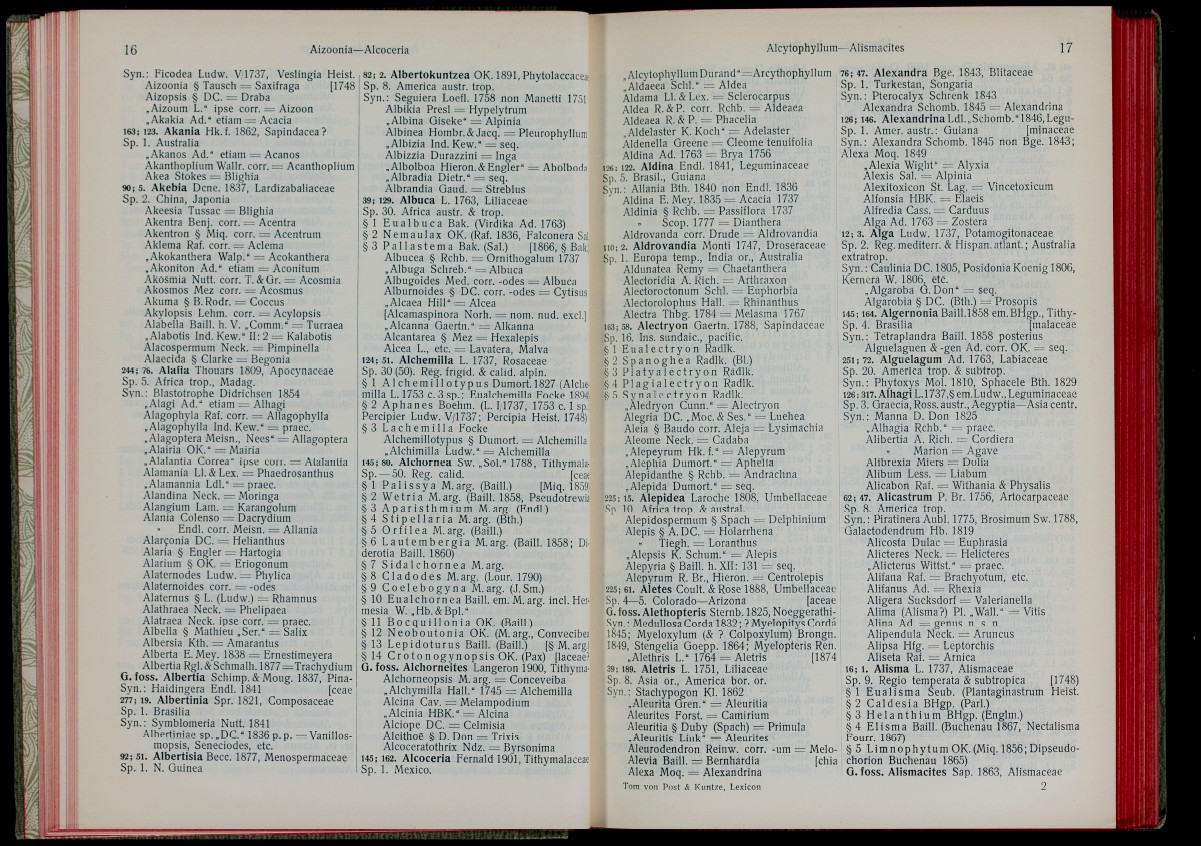 16
Aizoonia—Alcoceria
Syn.: Ficodea Ludw. V/1737, Veslingia Heist.
Aizoonia § Tausch = Saxifraga [1748
Aizopsis § DC. = Draba
„Aizoum L.“ ipse corr. = Aizoon
„Akakia Ad.“ etiam = Acacia
163; 123. Akania Hk. f. 1862, Sapindacea?
Sp. 1. Australia
„Akanos Ad.“ etiam = Acanos
Akanthoplium Wallr. corr. = Acanthoplium
Akea Stokes = Blighia
90; 5. Akebia Dcne. 1837, Lardizabaliaceae
Sp. 2. China, Japonia
Akeesia Tussac = Blighia
Akentra Benj. corr. = Acentra
Akentron § Miq. corr. = Acentrum
Aklema Raf. corr. = Aclema
„Akokanthera Walp.“ = Acokanthera
„Akoniton Ad.“ etiam = Aconitum
Akosmia Nutt. corr. T. & Gr. = Acosmia
Akosmos Mez corr. = Acosmus
Akuma § B. Rodr. = Coccus
Akylopsis Lehm. corr. = Acylopsis
Alabella Baill. h. V. „Comm.“ = Turraea
„Alabotis Ind. Kew.“ II: 2 = Kalabotis
Alacospermum Neck. = Pimpinella
Alaecida § Clarke = Begonia
244; 76. Alafia Thouars 1809, Apocynaceae
Sp. 5. Africa trop., Madag.
Syn.: Blastotrophe Didrichsen 1854
„Alagi Ad.“ etiam = Alhagi
Alagophyla Raf. corr. = Allagophylla
„Alagophylla Ind. Kew.“ = praec.
„Alagoptera Meisn., Nees“ = Allagoptera
„Alairia OK.“ = Mairia
„Alalantia Correa“ ipse corr. = Atalantia
Alamania Ll. & Lex. = Phaedrosanthus
„Alamannia Ldl.“ = praec.
Alandina Neck. = Moringa
Alangium Lam. = Karangolum
Alania Colenso = Dacrydium
„ Endl. corr. Meisn. = Allania
Alarçonia DC. = Helianthus
Alaria § Engler = Hartogia
Alarium § OK. = Eriogonum
Alaternodes Ludw. = Phylica
Alaternoides corr. = -odes
Alaternus § L. (Ludw.) = Rhamnus
Alathraea Neck. = Phelipaea
Alatraea Neck. ipse corr. = praec.
Albella § Mathieu „Ser.“ = Salix
Albersia Kth. = Amarantus
Alberta E. Mey. 1838 = Ernestimeyera
Albertia Rgl. & Schmalh. 1877 = Trachydium
G. foss. Albertia Schimp. & Moug. 1837, Pina-
Syn.: Haidingera Endl. 1841 [ceae
277; 19. Albertinia Spr. 1821, Composaceae
Sp. 1. Brasilia
Syn.: Symblomeria Nutt. 1841
Albertiniae sp. „DC.“ 1836 p. p. = Vanillos-
mopsis, Seneciodes, etc.
92; 51. Albertisia Becc. 1877, Menospermaceae
Sp. 1. N. Guinea
82; 2. Albertokuntzea OK. 1891, Phytolaccaceae
Sp. 8. America austr. trop.
Syn.: Seguiera Loefl. 1758 non Manetti 1751
Albikia Presl = Hypelytrum
„Albina Giseke“ = Alpinia
Albinea Hombr. & Jacq. = Pleurophyllum
„Albizia Ind. Kew.“ = seq.
Albizzia Durazzini = Inga
„Albolboa Hieron. & Engler“ = Abolboda
„Albradia Dietr.“ = seq.
Albrandia Gaud. = Streblus
39; 129. Albuca L. 1763, Liliaceae
Sp. 30. Africa austr. & trop.
§ 1 Eualbuca Bak. (Virdika Ad. 1763)
§ 2 Nemaulax OK. (Raf. 1836, Falconera Sal.
§ 3 Pallastema Bak. (Sal.) [1866, § Bak.
Albucea § Rchb. = Ornithogalum 1737
„Albuga Schreb.“ = Albuca
Albugoides Med. corr. -odes = Albuca
Alburnoides § DC. corr. -odes = Cytisus
„Alcaea Hill“ = Alcea
[Alcamaspinora Norh. = nom. nud. excl.]
„Alcanna Gaertn.“ = Alkanna
Alcantarea § Mez = Hexalepis
Alcea L., etc. = Lavatera, Malva
124; 51. Alchemilla L. 1737, Rosaceae
Sp. 30 (50). Reg. frigid. & calid. alpin.
§ 1 Alchemillotypus Dumort. 1827 (Alche-
milla L. 1753 c. 3 sp.; Eualchemilla Focke 1894)
§ 2 Aphanes Boehm. (L. I/1737, 1753 c. 1 sp.
Percipier Ludw. V/1737; Percipia Heist. 1748)
§ 3 Lachemilla Focke
Alchemillotypus § Dumort. = Alchemilla
„Alchimilla Ludw.“ = Alchemilla
145; 80. Alchornea Sw. „Sol.“ 1788, Tithymala-
Sp. — 50. Reg. calid. [ceae
§ 1 Palissya M. arg. (Baill.) [Miq. 1859
§ 2 Wetria M. arg. (Baill. 1858, Pseudotrewia
§ 3 Aparisthmium M. arg. (Endl.)
§ 4 Stipellaria M. arg. (Bth.)
§ 5 Orfilea M. arg. (Baill.)
§ 6 Lautembergia M. arg. (Baill. 1858; Di-
derotia Baill. 1860)
§ 7 Sidalchornea M. arg.
§ 8 Cladodes M. arg. (Lour. 1790)
§ 9 Coelebogyna M. arg. (J. Sm.)
§ 10 Eualchornea Baill. em. M. arg. incl. Her-
mesia W. „Hb. & Bpl.“
§ 11 Bocquillonia OK. (Baill.)
§ 12 Neoboutonia OK. (M. arg., Conveciber
§ 13 Lepidoturus Baill. (Baill.) [§ M. arg.
§ 14 Crotonogynopsis OK. (Pax) [laceae
G. foss. Alchorneites Langeron 1900, Tithyma-
Alchorneopsis M. arg. = Conceveiba
„Alchymilla Hall.“ 1745 = Alchemilla
Alcina Cav. = Melampodium
„Alcinia HBK.“ = Alcina
Alciope DC. = Celmisia
Alcithoë § D. Don = Trixis
Alcoceratothrix Ndz. = Byrsonima
145; 162. Alcoceria Fernald 1901, Tithymalaceae
Sp. 1. Mexico.
Alcytophyllum—Alismacites
17
„Alcytophyllum Durand“ = Arcythophyllum
„Aldaeea Schl.“ = Aldea
Aldama Ll. & Lex. = Sclerocarpus
Aldea R. & P. corr. Rchb. = Aldeaea
Aldeaea R. & P. = Phacelia
„Aldelaster K. Koch“ = Adelaster
Aldenella Greene = Cleome tenuifolia
Aldina Ad. 1763 = Brya 1756
126; 122. Aldina Endl. 1841, Leguminaceae
Sp. 5. Brasil., Guiana
Syn.: Allania Bth. 1840 non Endl. 1836
Aldina E. Mey. 1835 = Acacia 1737
Aldinia § Rchb. = Passiflora 1737
„ Scop. 1777 = Dianthera
Aldrovanda corr. Drude = Aldrovandia
110; 2. Aldrovandia Monti 1747, Droseraceae
Sp. 1. Europa temp., India or., Australia
Aldunatea Remy = Chaetanthera
Alectoridia A. Rich. = Arthraxon
Alectoroctonum Schl. = Euphorbia
Alectorolophus Hall. = Rhinanthus
Alectra Thbg. 1784 = Melasma 1767
163; 58. Alectryon Gaertn. 1788, Sapindaceae
Sp. 16. Ins. sundaic., pacific.
§ 1 Eualectryon Radlk.
§ 2 Spanoghea Radlk. (Bl.)
§ 3 Platyalectryon Radlk.
§ 4 Plagialectryon Radlk.
§ 5 Synalectryon Radlk.
„Aledryon Cunn.“ = Alectryon
Alegria DC. „Moc. & Ses.“ = Luehea
Aleia § Baudo corr. Aleja = Lysimachia
Aleome Neck. = Cadaba
„Alepeyrum Hk. f.“ = Alepyrum
„Alephia Dumort.“ = Aphelia
Alepidanthe § Rchb. = Andrachna
„Alepida Dumort.“ = seq.
225; 15. Alepidea Laroche 1808, Umbellaceae
Sp. 10. Africa trop. & austral.
Alepidospermum § Spach = Delphinium
Alepis § A. DC. = Holarrhena
„ Tiegh. = Loranthus
„Alepsis K. Schum.“ = Alepis
Alepyria § Baill. h. XII: 131 = seq.
Alepyrum R. Br., Hieron. = Centrolepis
225; 61. Aletes Coult. & Rose 1888, Umbellaceae
Sp. 4—5. Colorado—Arizona [aceae
G. foss. Alethopteris Sternb. 1825, Noeggerathi-
Syn.: Medullosa Corda 1832; ? Myelopitys Corda
1845; Myeloxylum (& ? Colpoxylum) Brongn.
1849, Stengelia Goepp. 1864; Myelopteris Ren.
„Alethris L.“ 1764 = Aletris [1874
39; 189. Aletris L. 1751, Liliaceae
Sp. 8. Asia or., America bor. or.
Syn.: Stachypogon Kl. 1862
„Aleurita Gren.“ = Aleuritia
Aleurites Forst. = Camirium
Aleuritia § Duby (Spach) = Primula
„Aleuritis Link“ = Aleurites
Aleurodendron Reinw. corr. -um = Melo-
Alevia Baill. = Bernhardia [chia
Alexa Moq. = Alexandrina
Tom von Post & Kuntze, Lexicon
76; 47. Alexandra Bge. 1843, Blitaceae
Sp. 1. Turkestan, Songaria
Syn.: Pterocalyx Schrenk 1843
Alexandra Schomb. 1845 = Alexandrina
126; 146. Alexandrina Ldl. „Schomb.“ 1846, Legu-
Sp. 1. Amer. austr.: Guiana [minaceae
Syn.: Alexandra Schomb. 1845 non Bge. 1843;
Alexa Moq. 1849
„Alexia Wight“ = Alyxia
Alexis Sal. = Alpinia
Alexitoxicon St. Lag. = Vincetoxicum
Alfonsia HBK. = Elaeis
Alfredia Cass. = Carduus
Alga Ad. 1763 = Zostera
12; 3. Alga Ludw. 1737, Potamogitonaceae
Sp. 2. Reg. mediterr. & Hispan. atlant.; Australia
extratrop.
Syn.: Caulinia DC. 1805, Posidonia Koenig 1806,
Kernera W. 1806, etc.
„Algaroba G. Don“ = seq.
Algarobia § DC. (Bth.) = Prosopis
145; 164. Algernonia Baill. 1858 em. BHgp., Tithy-
Sp. 4. Brasilia [malaceae
Syn.: Tetraplandra Baill. 1858 posterius
Alguelaguen & -gen Ad. corr. OK. = seq.
251; 72. Alguelagum Ad. 1763, Labiaceae
Sp. 20. America trop. & subtrop.
Syn.: Phytoxys Mol. 1810, Sphacele Bth. 1829
126; 317. Alhagi L. 1737, § em. Ludw., Leguminaceae
Sp. 3. Graecia, Ross. austr., Aegyptia—Asia centr.
Syn.: Manna D. Don 1825
„Alhagia Rchb.“ = praec.
Alibertia A. Rich. = Cordiera
„ Marion = Agave
Alibrexia Miers = Dolia
Alibum Less. = Liabum
Alicabon Raf. = Withania & Physalis
62; 47. Alicastrum P. Br. 1756, Artocarpaceae
Sp. 8. America trop.
Syn.: Piratinera Aubl. 1775, Brosimum Sw. 1788,
Galactodendrum Hb. 1819
Alicosta Dulac = Euphrasia
Alicteres Neck. = Helicteres
„Alicterus Wittst.“ = praec.
Alifana Raf. = Brachyotum, etc.
Alifanus Ad. = Rhexia
Aligera Sucksdorf = Valerianella
Alima (Alisma?) Pl. „Wall.“ = Vitis
Alina Ad. = genus n. s. n.
Alipendula Neck. = Aruncus
Alipsa Hfg. = Leptorchis
Aliseta Raf. = Arnica
16; 1. Alisma L. 1737, Alismaceae
Sp. 9. Regio temperata & subtropica [1748)
§ 1 Eualisma Seub. (Plantaginastrum Heist.
§ 2 Caldesia BHgp. (Parl.)
§ 3 Helanthium BHgp. (Englm.)
§ 4 Elisma Baill. (Buchenau 1867, Nectalisma
Fourr. 1867)
§ 5 Limnophytum OK. (Miq. 1856; Dipseudo-
chorion Buchenau 1865)
G. foss. Alismacites Sap. 1863, Alismaceae
2